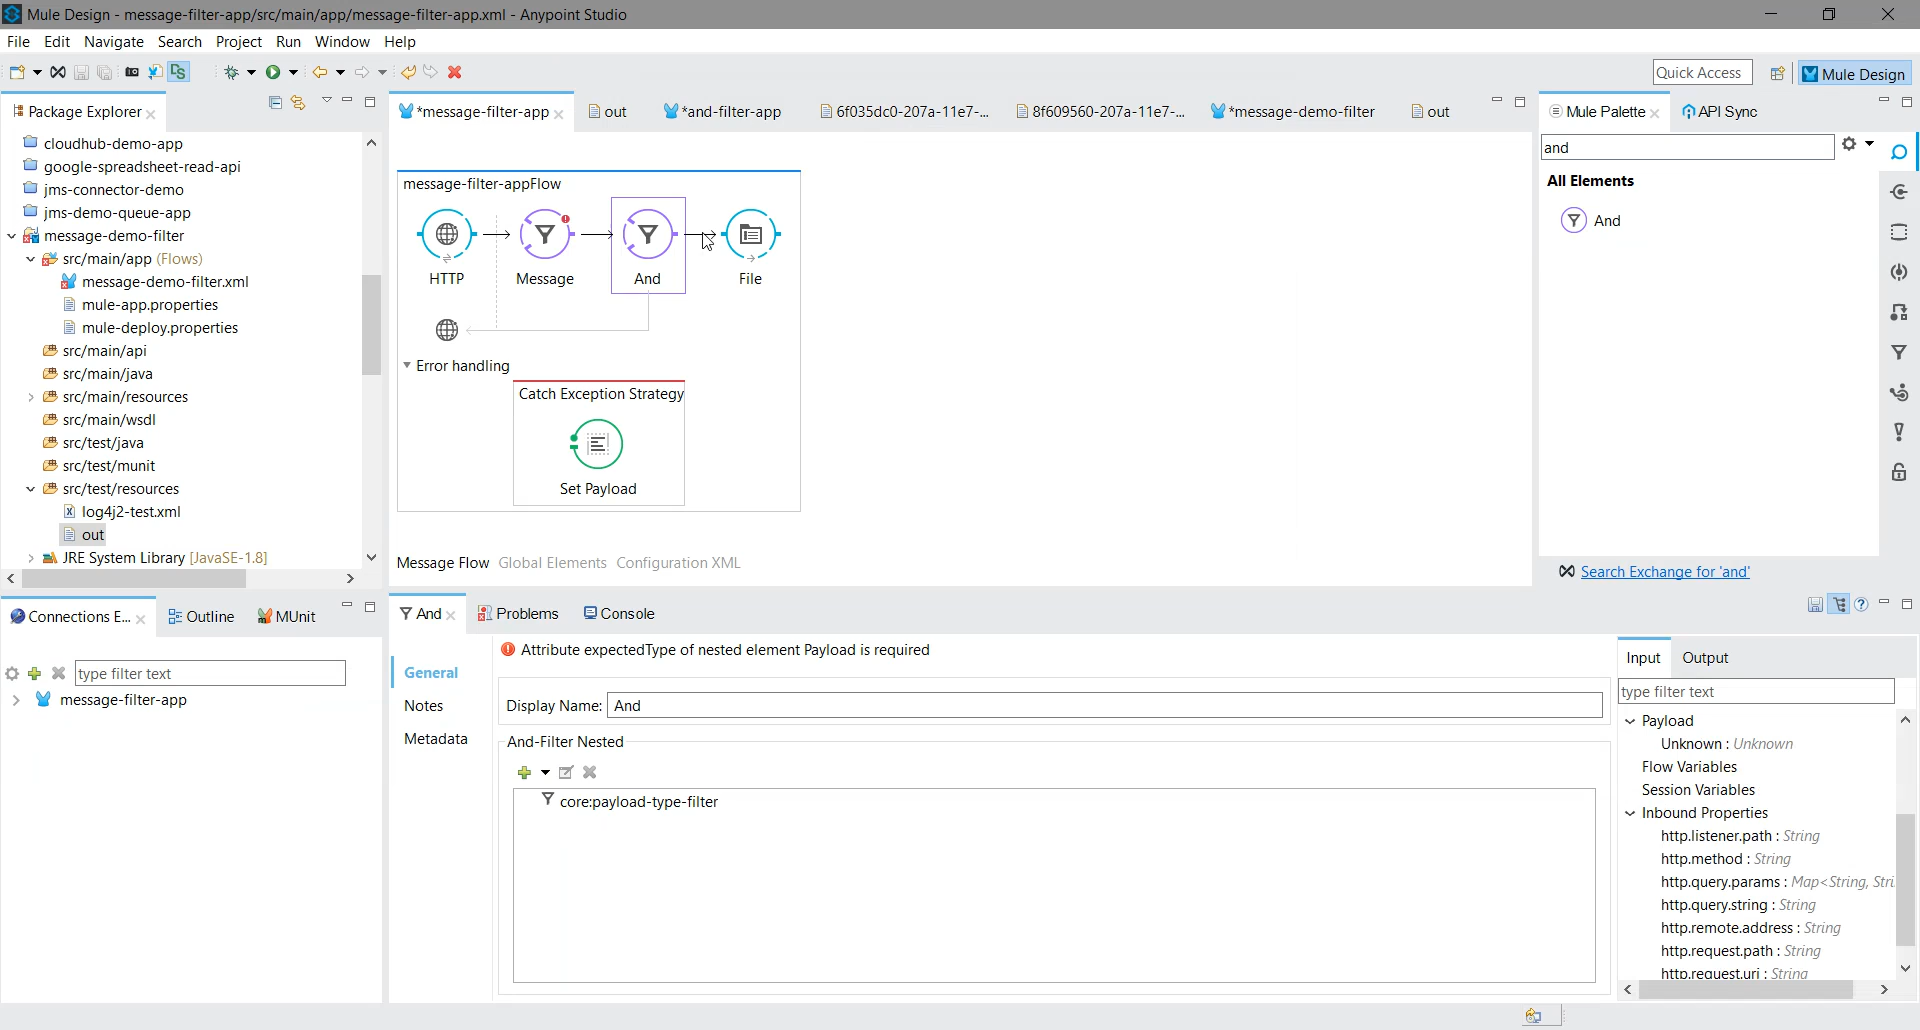 Mule Design - message-filter-app/src/main/app/message-filter-app.xml - Anypoint Studio
File Edit Navigate Search Project Run Window Help
Quick Access
Mule Design
Package Explorer
cloudhub-demo-app
google-spreadsheet-read-api
jms-connector-demo
jms-demo-queue-app
message-demo-filter
src/main/app (Flows)
message-demo-filter.xml
mule-app.properties
mule-deploy.properties
src/main/api
src/main/java
src/main/resources
src/main/wsdl
src/test/java
src/test/munit
src/test/resources
log4j2-test.xml
out
JRE System Library [JavaSE-1.8]
*message-filter-app
out
*and-filter-app
6f035dc0-207a-11e7-...
8f609560-207a-11e7-...
*message-demo-filter
out
message-filter-appFlow
HTTP
Message
And
File
Error handling
Catch Exception Strategy
Set Payload
Message Flow Global Elements Configuration XML
Mule Palette
API Sync
and
All Elements
And
Search Exchange for 'and'
Connections E...
Outline
MUnit
type filter text
message-filter-app
And
Problems
Console
General
Notes
Metadata
Attribute expectedType of nested element Payload is required
Display Name: And
And-Filter Nested
core:payload-type-filter
Input Output
type filter text
Payload
Unknown : Unknown
Flow Variables
Session Variables
Inbound Properties
http.listener.path : String
http.method : String
http.query.params : Map<String, Stri
http.query.string : String
http.remote.address : String
http.request.path : String
http.request.uri : String